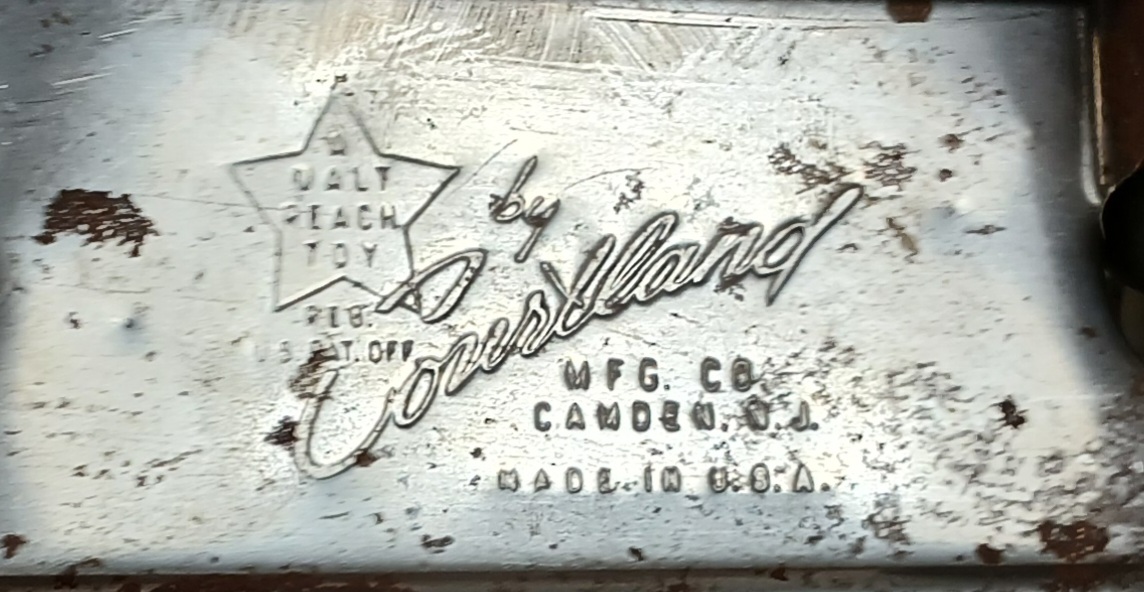 A
WALT
REACH
TOY
REG.
U.S. PAT. OFF.
by
Courtland
MFG. CO.
CAMDEN, N.J.
MADE IN U.S.A.